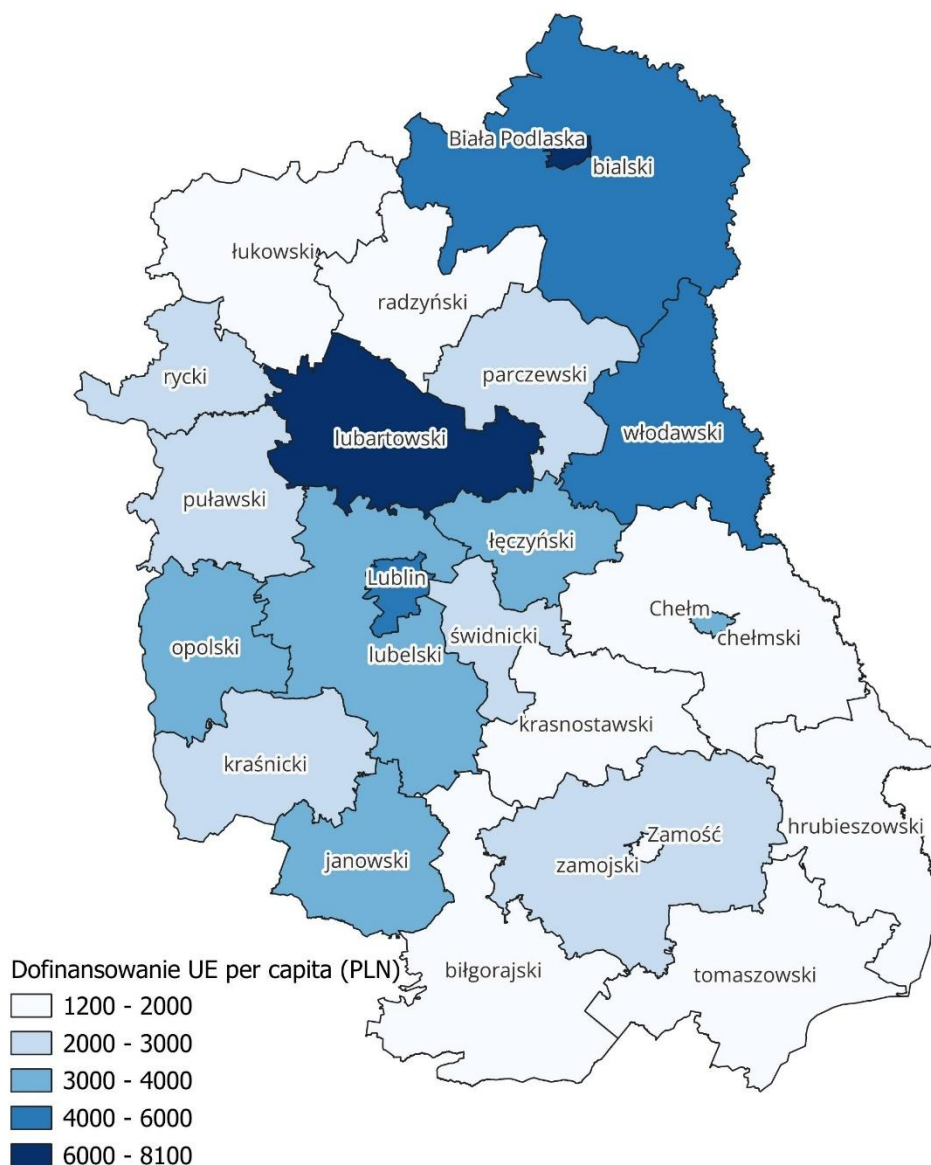 Biała Podlaska
bialski
łukowski
radzyński
rycki
parczewski
lubartowski
włodawski
puławski
łęczyński
Lublin
Chełm
świdnicki
chełmski
opolski
lubelski
krasnostawski
kraśnicki
hrubieszowski
Zamość
janowski
zamojski
biłgorajski
tomaszowski
Dofinansowanie UE per capita (PLN)
1200 - 2000
2000 - 3000
3000 - 4000
4000 - 6000
6000 - 8100